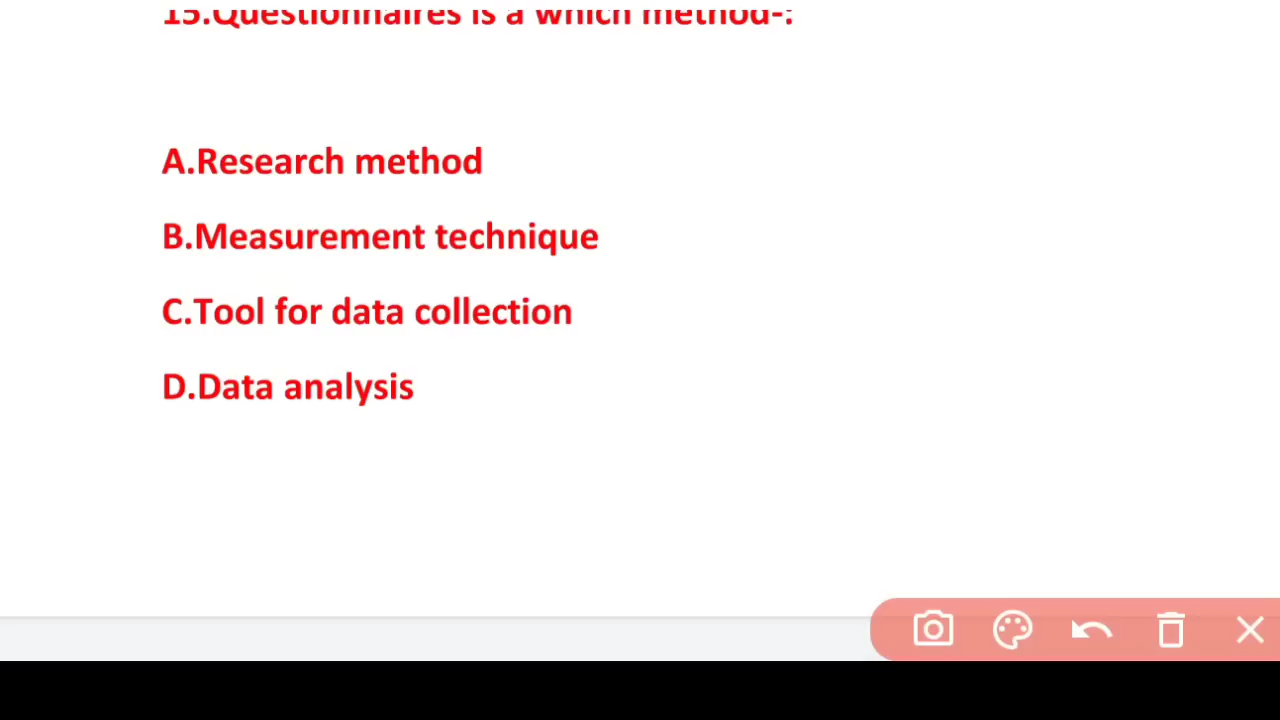 15.Questionnaires is a which method-:
A.Research method
B.Measurement technique
C.Tool for data collection
D.Data analysis